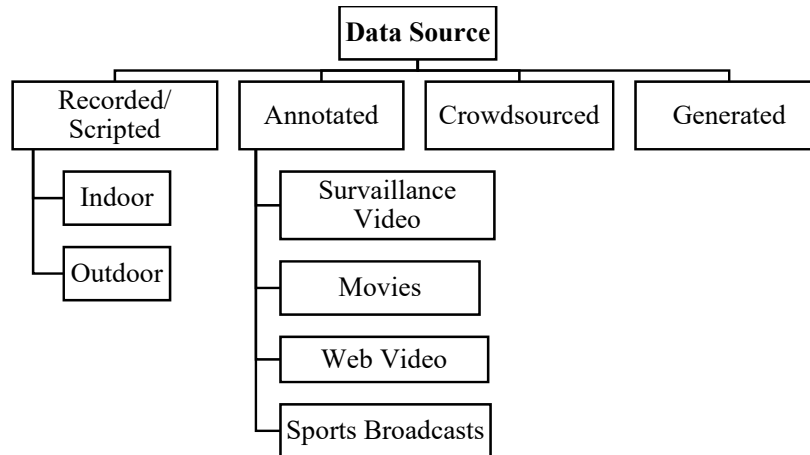 Data Source
Recorded/
Scripted
Annotated
Crowdsourced
Generated
Indoor
Outdoor
Survaillance
Video
Movies
Web Video
Sports Broadcasts